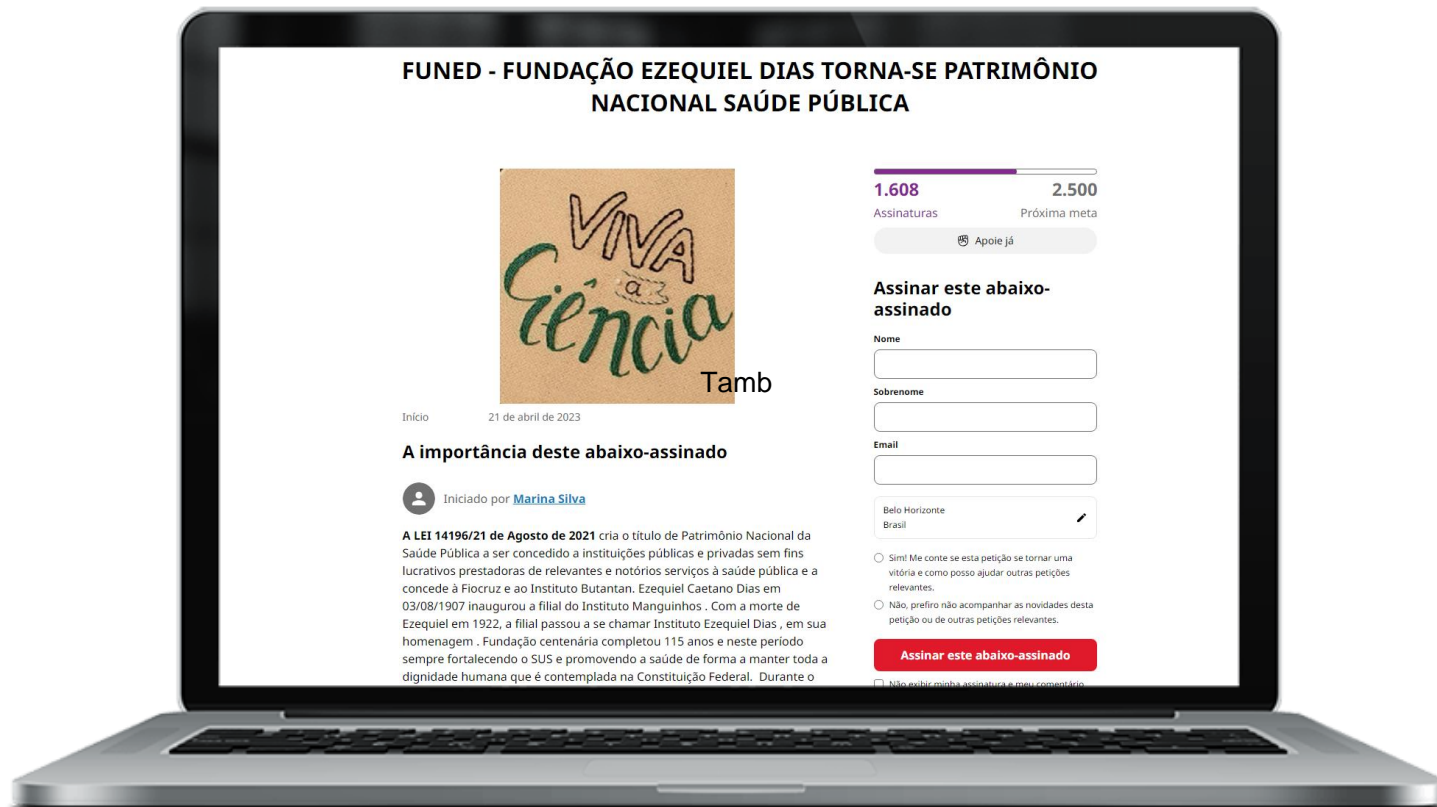 FUNED - FUNDAÇÃO EZEQUIEL DIAS TORNA-SE PATRIMÔNIO
NACIONAL SAÚDE PÚBLICA
VIVA
a
Ciência
Tamb
Início 21 de abril de 2023
A importância deste abaixo-assinado
Iniciado por Marina Silva
A LEI 14196/21 de Agosto de 2021 cria o título de Patrimônio Nacional da
Saúde Pública a ser concedido a instituições públicas e privadas sem fins
lucrativos prestadoras de relevantes e notórios serviços à saúde pública e a
concede à Fiocruz e ao Instituto Butantan. Ezequiel Caetano Dias em
03/08/1907 inaugurou a filial do Instituto Manguinhos . Com a morte de
Ezequiel em 1922, a filial passou a se chamar Instituto Ezequiel Dias , em sua
homenagem . Fundação centenária completou 115 anos e neste período
sempre fortalecendo o SUS e promovendo a saúde de forma a manter toda a
dignidade humana que é contemplada na Constituição Federal. Durante o
1.608 2.500
Assinaturas Próxima meta
Apoie já
Assinar este abaixo-
assinado
Nome
Sobrenome
Email
Belo Horizonte
Brasil
Sim! Me conte se esta petição se tornar uma
vitória e como posso ajudar outras petições
relevantes.
Não, prefiro não acompanhar as novidades desta
petição ou de outras petições relevantes.
Assinar este abaixo-assinado
Não exibir minha assinatura e meu comentário